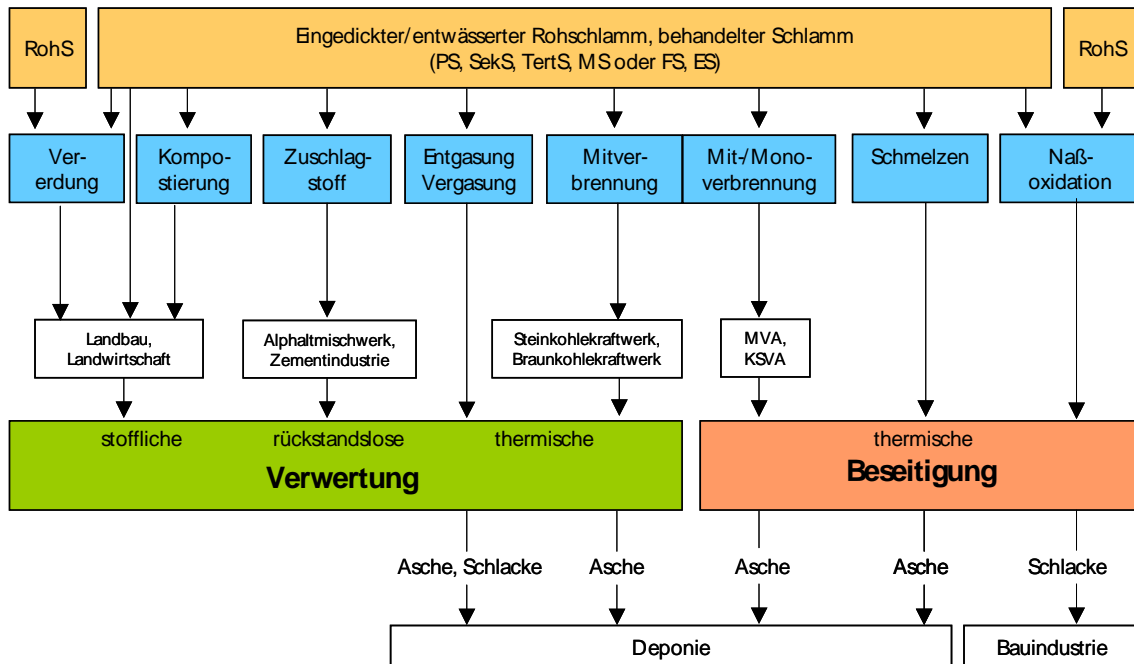 RohS
Eingedickter/entwässerter Rohschlamm, behandelter Schlamm
(PS, SekS, TertS, MS oder FS, ES)
RohS
Ver-
erdung
Kompo-
stierung
Zuschlag-
stoff
Entgasung
Vergasung
Mitver-
brennung
Mit-/Mono-
verbrennung
Schmelzen
Naß-
oxidation
Landbau,
Landwirtschaft
Alphaltmischwerk,
Zementindustrie
Steinkohlekraftwerk,
Braunkohlekraftwerk
MVA,
KSVA
stoffliche
rückstandslose
thermische
Verwertung
thermische
Beseitigung
Asche, Schlacke
Asche
Asche
Asche
Schlacke
Deponie
Bauindustrie